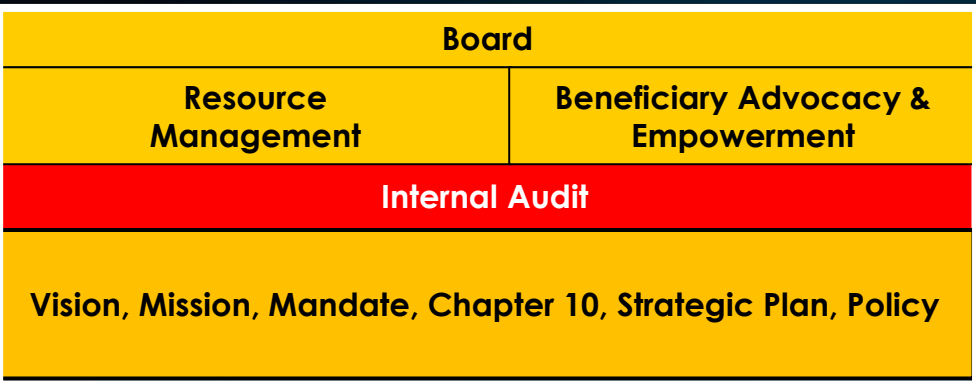 Board
Resource
Management
Beneficiary Advocacy &
Empowerment
Internal Audit
Vision, Mission, Mandate, Chapter 10, Strategic Plan, Policy